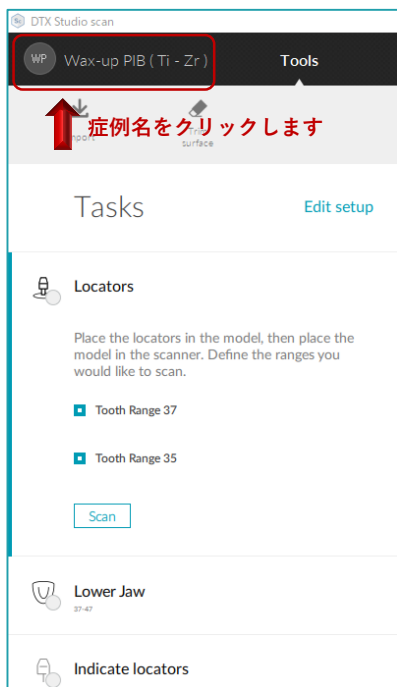 DTX Studio scan
WP Wax-up PIB ( Ti - Zr ) Tools
症例名をクリックします
surface
Tasks Edit setup
Locators
Place the locators in the model, then place the
model in the scanner. Define the ranges you
would like to scan.
Tooth Range 37
Tooth Range 35
Scan
Lower Jaw
37-47
Indicate locators